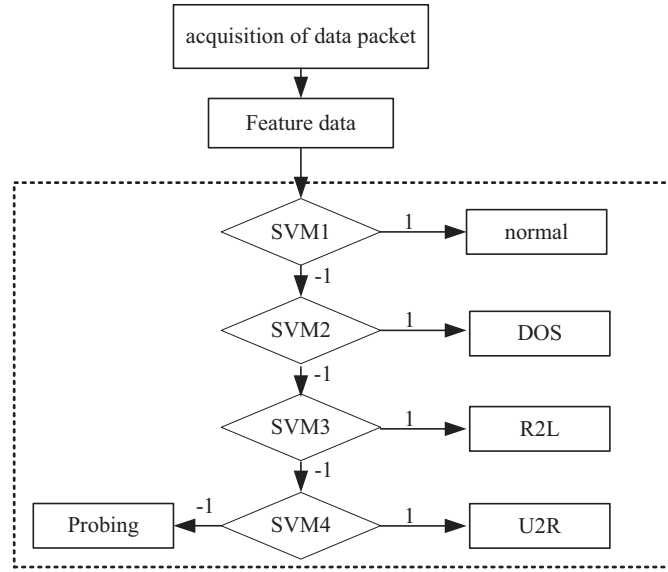 acquisition of data packet
Feature data
SVM1
1
normal
-1
SVM2
1
DOS
-1
SVM3
1
R2L
-1
Probing
-1
SVM4
1
U2R